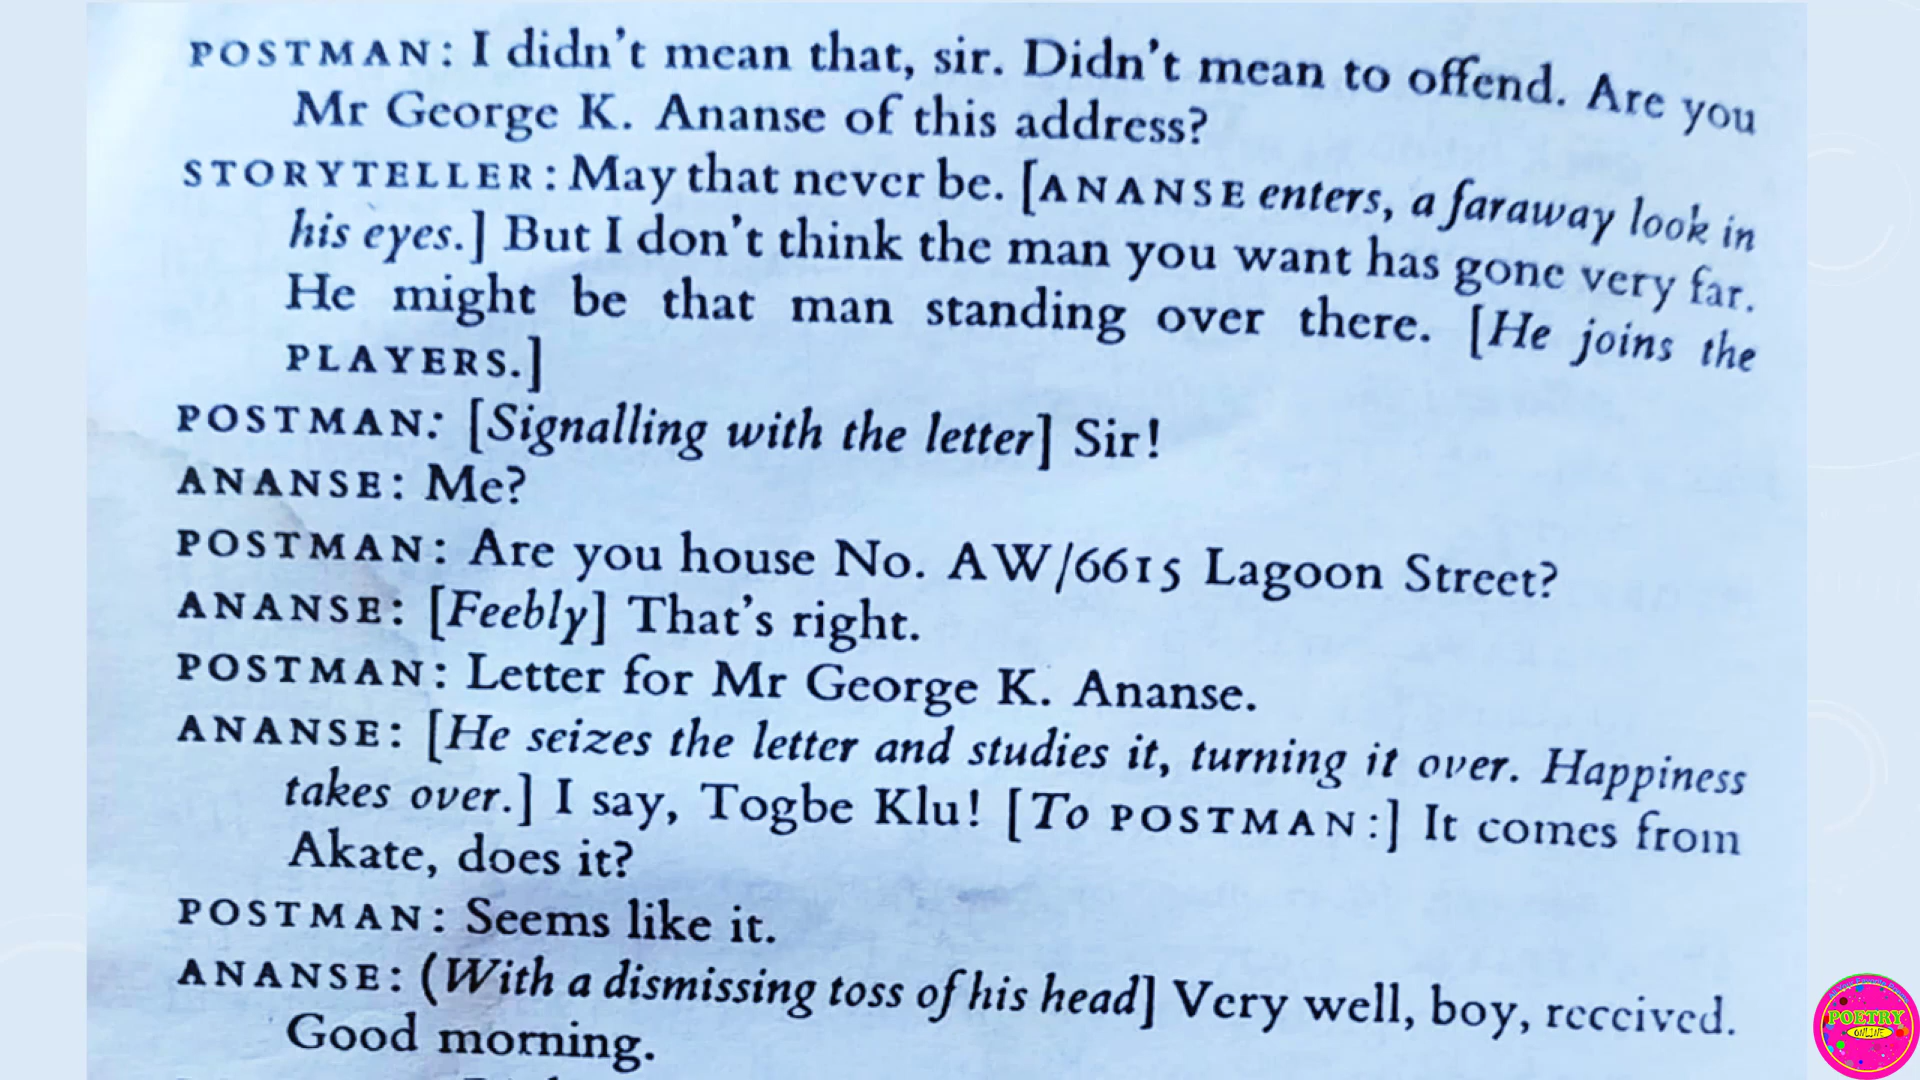 POSTMAN: I didn't mean that, sir. Didn't mean to offend. Are you
Mr George K. Ananse of this address?
STORYTELLER: May that never be. [ANANSE enters, a faraway look in
his eyes.] But I don't think the man you want has gone very far.
He might be that man standing over there. [He joins the
PLAYERS.]
POSTMAN: [Signalling with the letter] Sir!
ANANSE: Me?
POSTMAN: Are you house No. AW/6615 Lagoon Street?
ANANSE: [Feebly] That's right.
POSTMAN: Letter for Mr George K. Ananse.
ANANSE: [He seizes the letter and studies it, turning it over. Happiness
takes over.] I say, Togbe Klu! [To POSTMAN:] It comes from
Akate, does it?
POSTMAN: Seems like it.
ANANSE: (With a dismissing toss of his head] Very well, boy, received.
Good morning.
POETRY
ONLINE